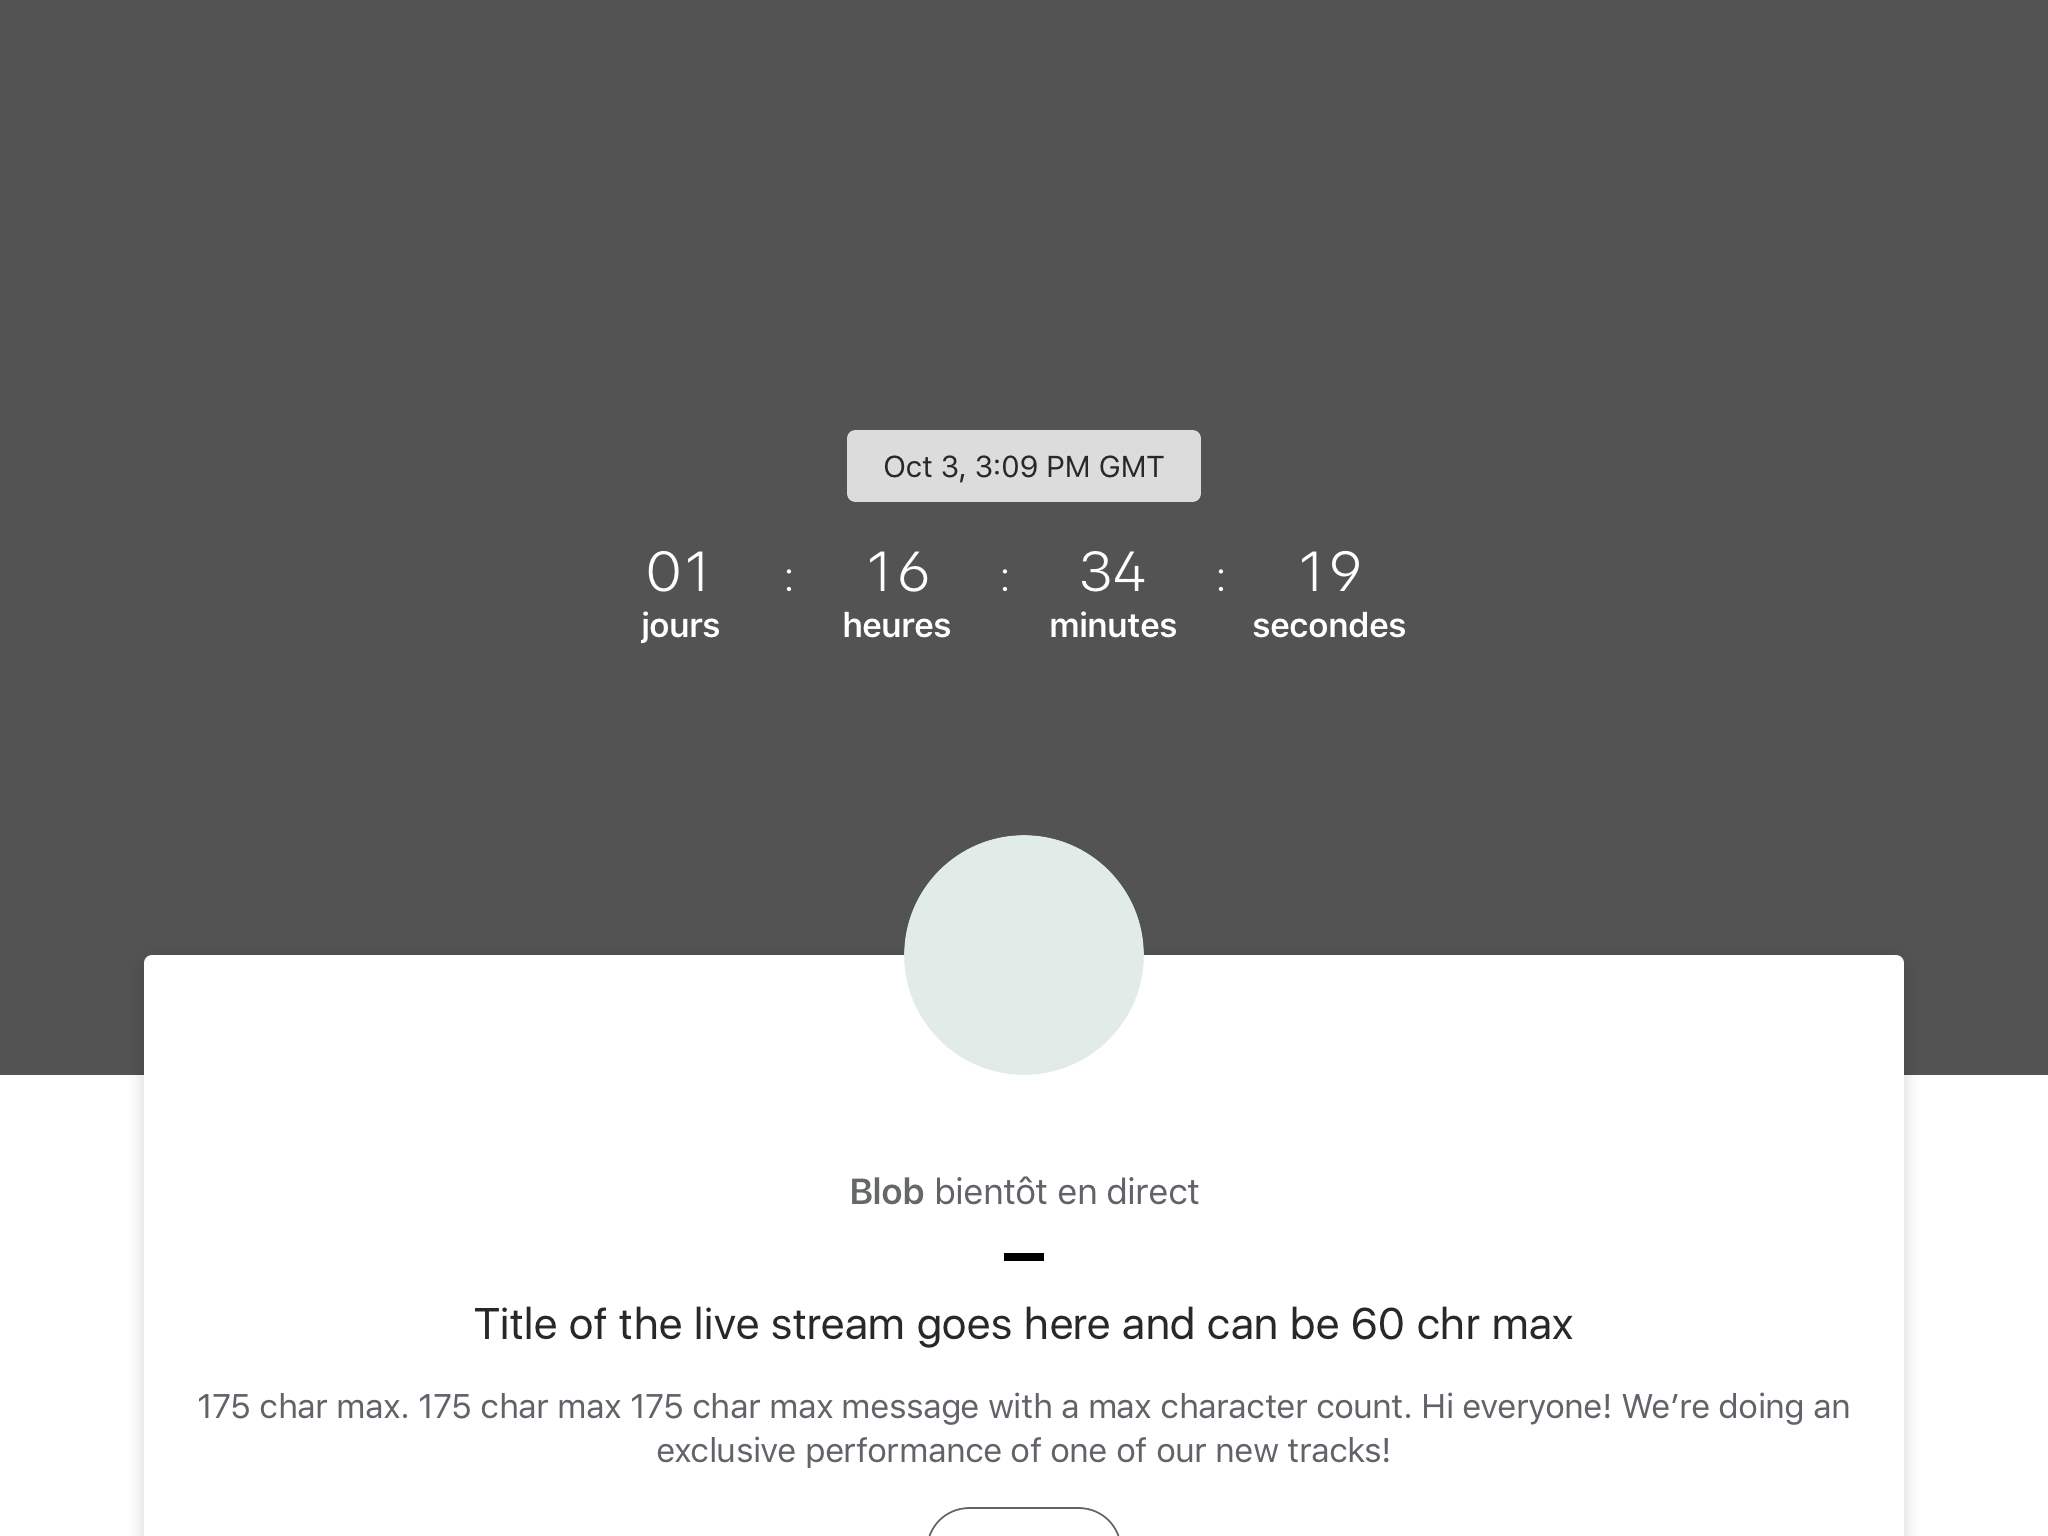 Oct 3, 3:09 PM GMT
01 : 16 : 34 : 19
jours heures minutes secondes
Blob bientôt en direct
Title of the live stream goes here and can be 60 chr max
175 char max. 175 char max 175 char max message with a max character count. Hi everyone! We’re doing an
exclusive performance of one of our new tracks!